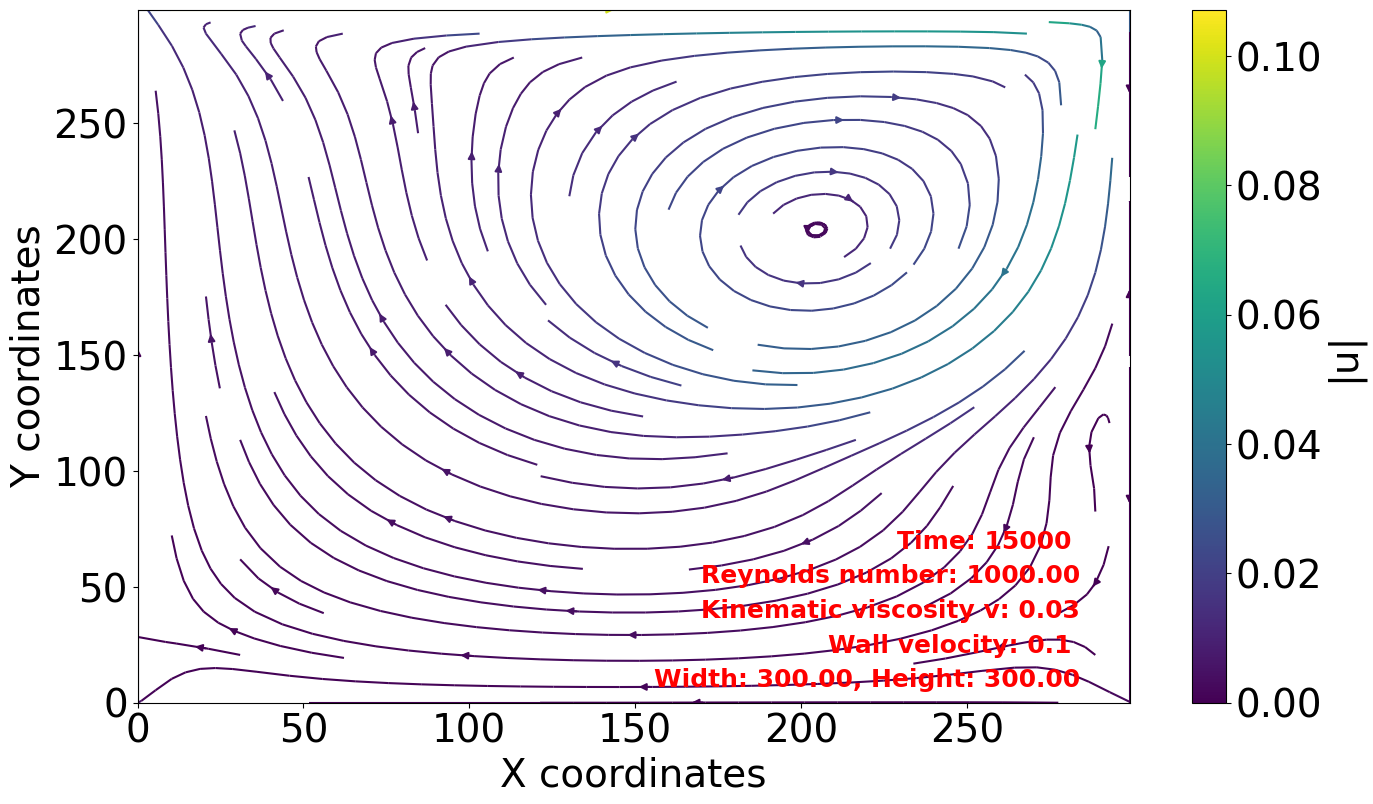 250
200
150
100
50
0
Y coordinates
0 50 100 150 200 250
X coordinates
Time: 15000
Reynolds number: 1000.00
Kinematic viscosity v: 0.03
Wall velocity: 0.1
Width: 300.00, Height: 300.00
0.10
0.08
0.06
0.04
0.02
0.00
|u|